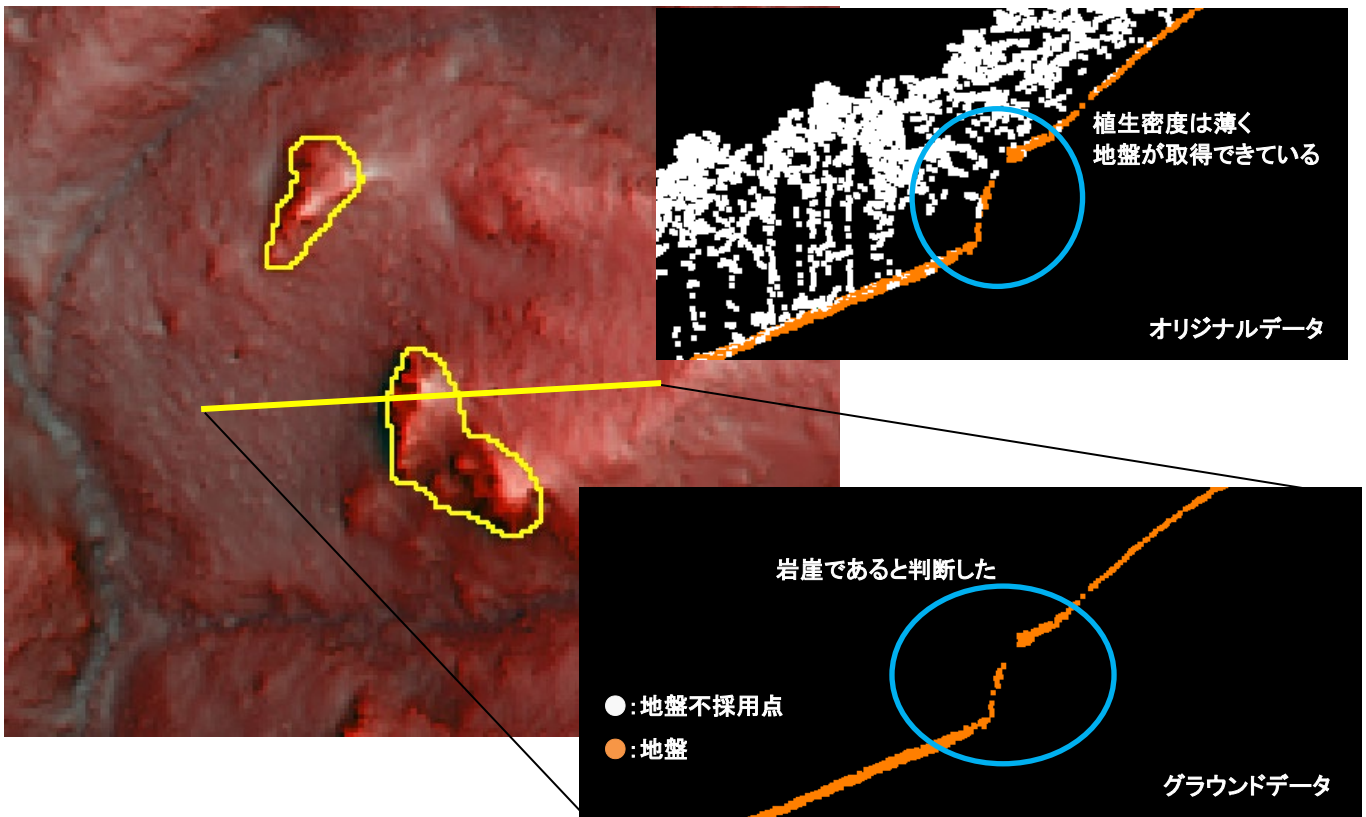 植生密度は薄く
地盤が取得できている
オリジナルデータ
岩崖であると判断した
●：地盤不採用点
●：地盤
グラウンドデータ